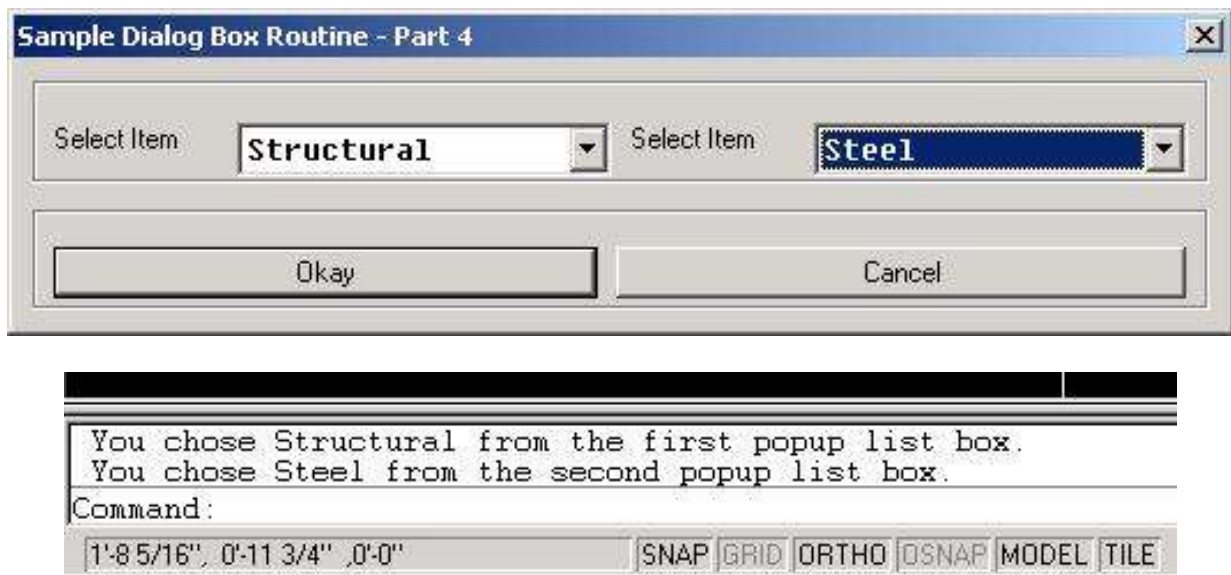 Sample Dialog Box Routine - Part 4
Select Item Structural Select Item Steel
Okay Cancel
You chose Structural from the first popup list box.
You chose Steel from the second popup list box.
Command:
1'-8 5/16", 0'-11 3/4" ,0'-0" SNAP GRID ORTHO OSNAP MODEL TILE